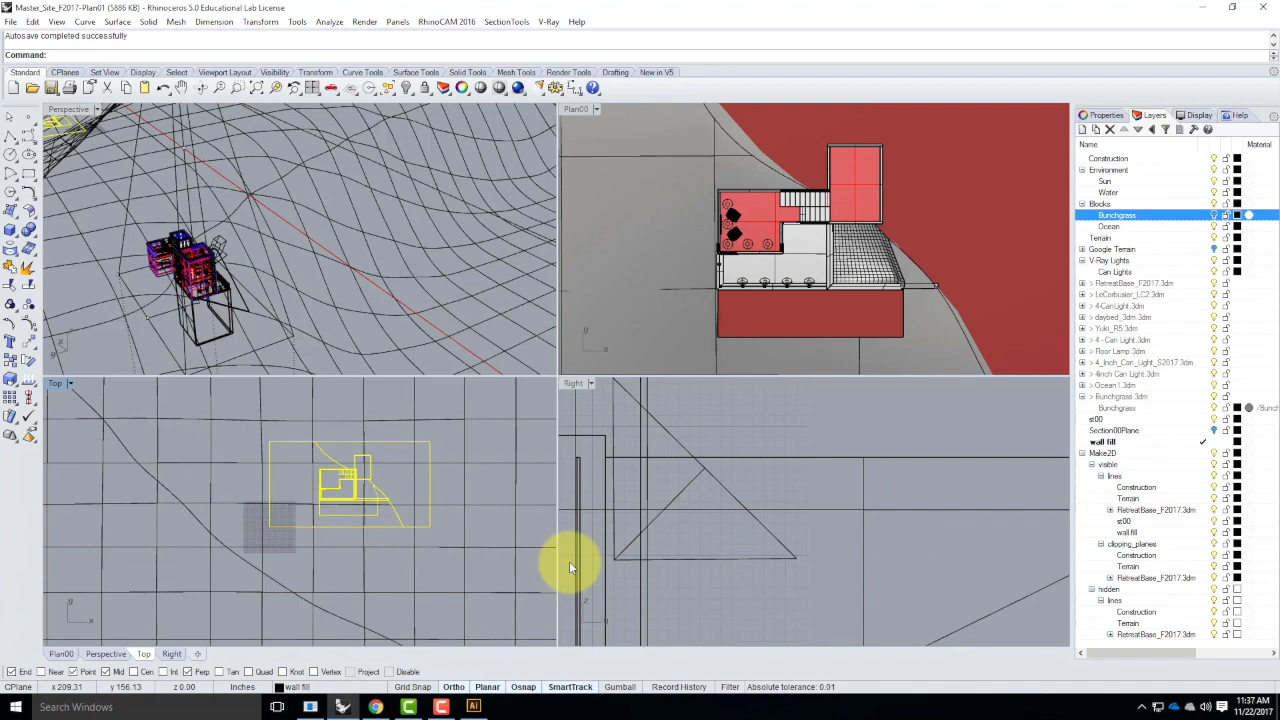 Master_Site_F2017-Plan01 (5886 KB) - Rhinoceros 5.0 Educational Lab License
File Edit View Curve Surface Solid Mesh Dimension Transform Tools Analyze Render Panels RhinoCAM 2016 SectionTools V-Ray Help
Autosave completed successfully
Command:
Standard CPlanes Set View Display Select Viewport Layout Visibility Transform Curve Tools Surface Tools Solid Tools Mesh Tools Render Tools Drafting New in V5
Perspective
Plan00
Top
Right
Properties Layers Display Help
Name Material
Construction
Environment
Sun
Water
Blocks
Bunchgrass
Ocean
Terrain
Google Terrain
V-Ray Lights
Can Lights
> RetreatBase_F2017.3dm
> LeCorbusier_LC2.3dm
> 4-CanLight.3dm
> daybed_3dm.3dm
> Yuki_R5.3dm
> 4 - Can Light.3dm
> Floor Lamp.3dm
> 4_Inch_Can_Light_S2017.3dm
> 4Inch Can Light.3dm
> Ocean1.3dm
> Bunchgrass.3dm
Bunchgrass /Bunch
st00
Section00Plane
wall fill
Make2D
visible
lines
Construction
Terrain
> RetreatBase_F2017.3dm
st00
wall fill
clipping_planes
Construction
Terrain
> RetreatBase_F2017.3dm
hidden
lines
Construction
Terrain
> RetreatBase_F2017.3dm
Plan00 Perspective Top Right
End Near Point Mid Cen Int Perp Tan Quad Knot Vertex Project Disable
CPlane x 209.31 y 156.13 z 0.00 Inches wall fill Grid Snap Ortho Planar Osnap SmartTrack Gumball Record History Filter Absolute tolerance: 0.01
Search Windows
11:37 AM
11/22/2017